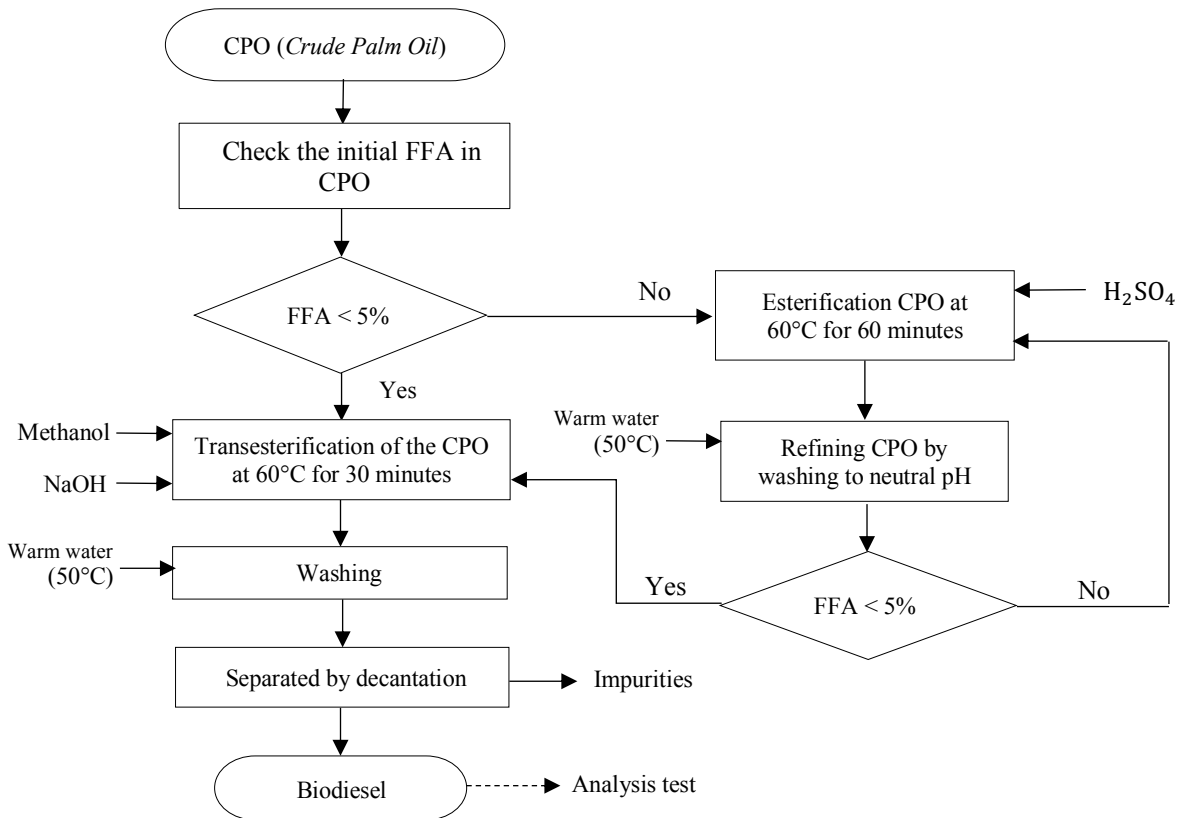 CPO (Crude Palm Oil)
Check the initial FFA in
CPO
FFA < 5%
No
Yes
Esterification CPO at
60°C for 60 minutes
H₂SO₄
Methanol
NaOH
Transesterification of the CPO
at 60°C for 30 minutes
Warm water
(50°C)
Refining CPO by
washing to neutral pH
Warm water
(50°C)
Washing
Yes
FFA < 5%
No
Separated by decantation
Impurities
Biodiesel
Analysis test